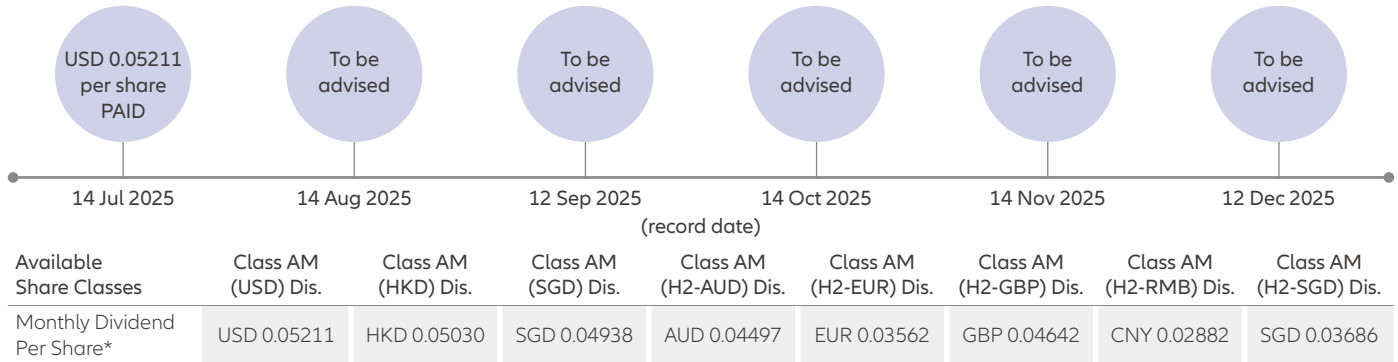 USD 0.05211
per share
PAID
To be
advised
To be
advised
To be
advised
To be
advised
To be
advised
14 Jul 2025
14 Aug 2025
12 Sep 2025
14 Oct 2025
14 Nov 2025
12 Dec 2025
(record date)
Available
Share Classes
Class AM
(USD) Dis.
Class AM
(HKD) Dis.
Class AM
(SGD) Dis.
Class AM
(H2-AUD) Dis.
Class AM
(H2-EUR) Dis.
Class AM
(H2-GBP) Dis.
Class AM
(H2-RMB) Dis.
Class AM
(H2-SGD) Dis.
Monthly Dividend
Per Share*
USD 0.05211
HKD 0.05030
SGD 0.04938
AUD 0.04497
EUR 0.03562
GBP 0.04642
CNY 0.02882
SGD 0.03686